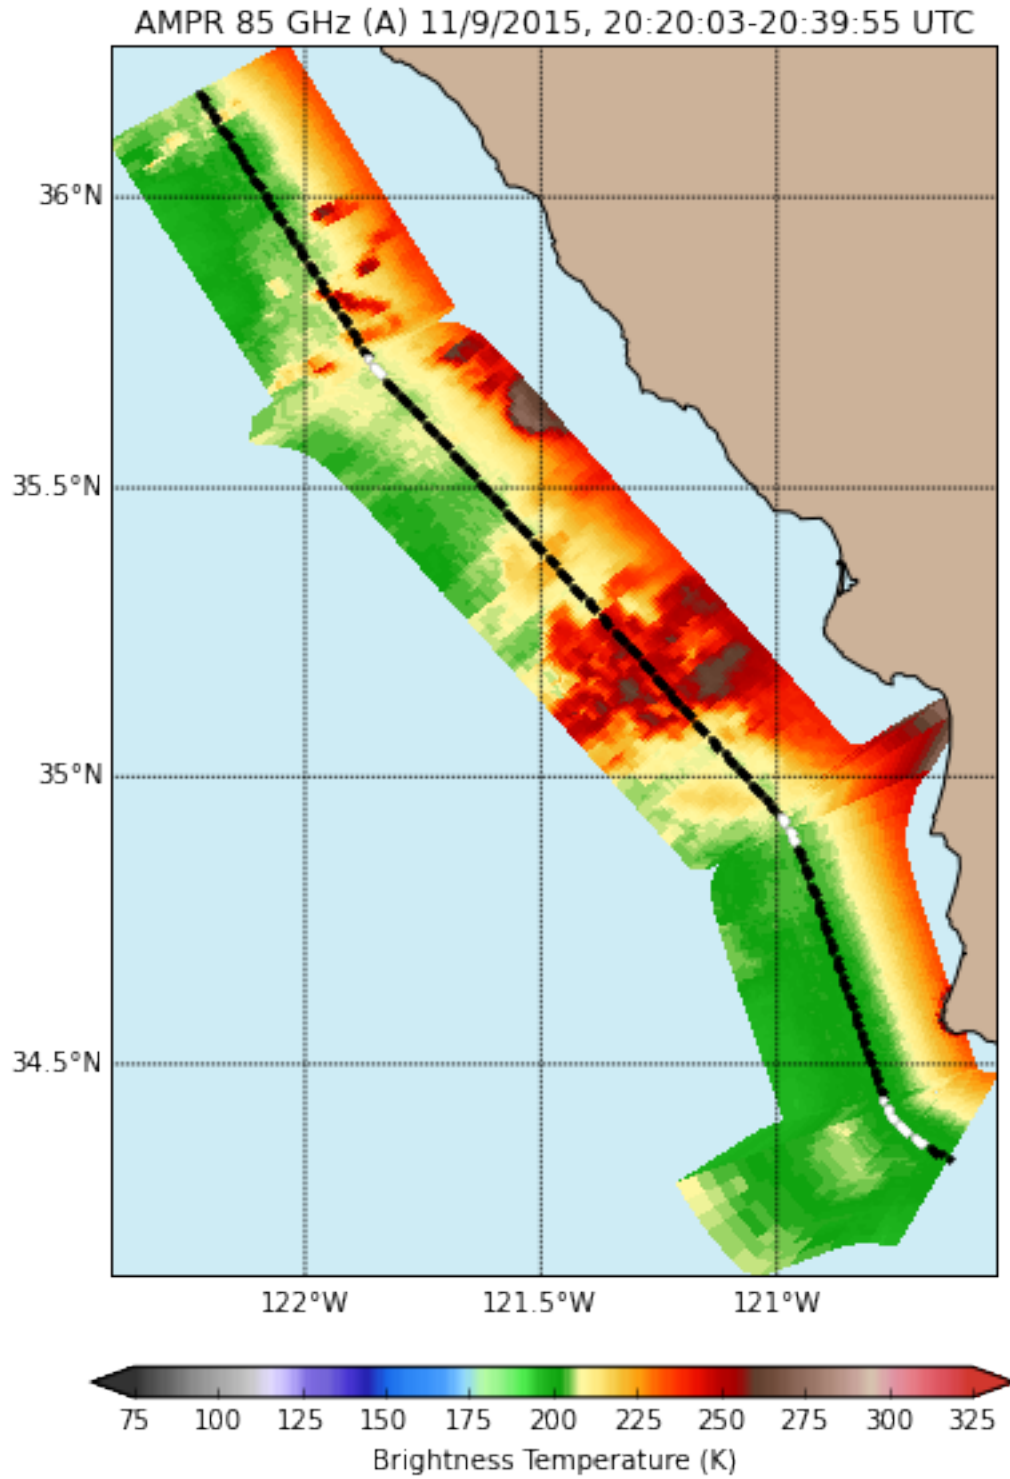 AMPR 85 GHz (A) 11/9/2015, 20:20:03-20:39:55 UTC
36°N
35.5°N
35°N
34.5°N
122°W 121.5°W 121°W
75 100 125 150 175 200 225 250 275 300 325
Brightness Temperature (K)